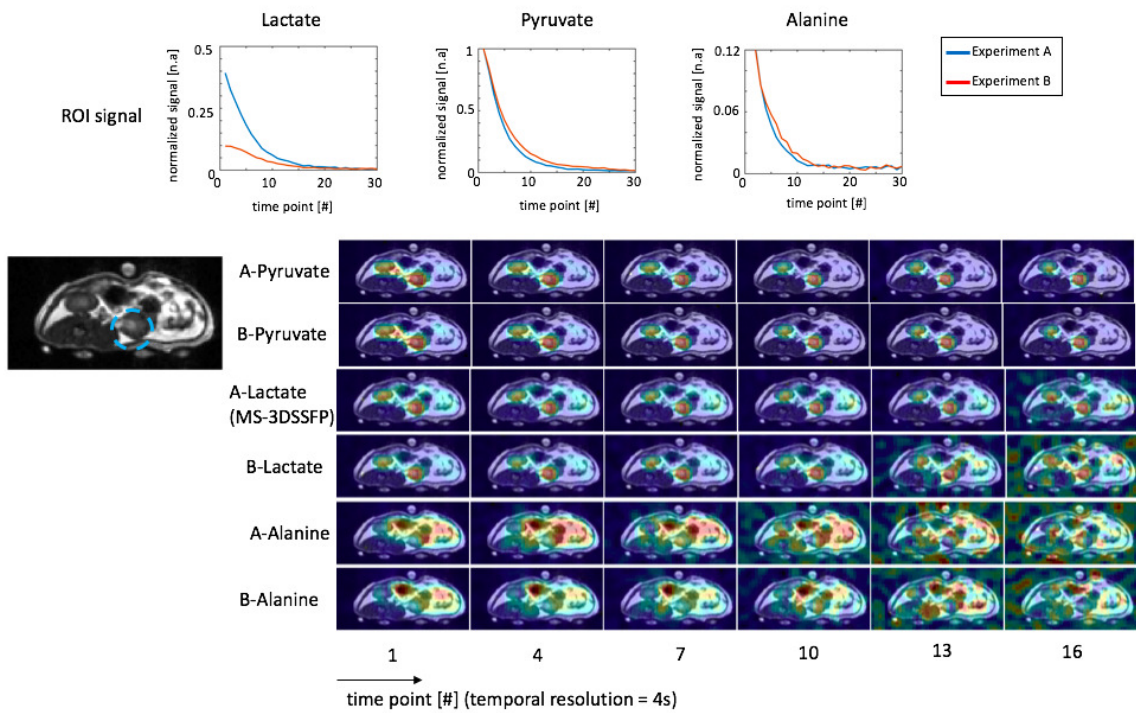 Lactate
Pyruvate
Alanine
ROI signal
normalized signal [n.a]
0.5
0.25
0
0
10
20
30
time point [#]
normalized signal [n.a]
1
0.5
0
0
10
20
30
time point [#]
normalized signal [n.a]
0.12
0.06
0
0
10
20
30
time point [#]
Experiment A
Experiment B
A-Pyruvate
B-Pyruvate
A-Lactate
(MS-3DSSFP)
B-Lactate
A-Alanine
B-Alanine
1
4
7
10
13
16
time point [#] (temporal resolution = 4s)